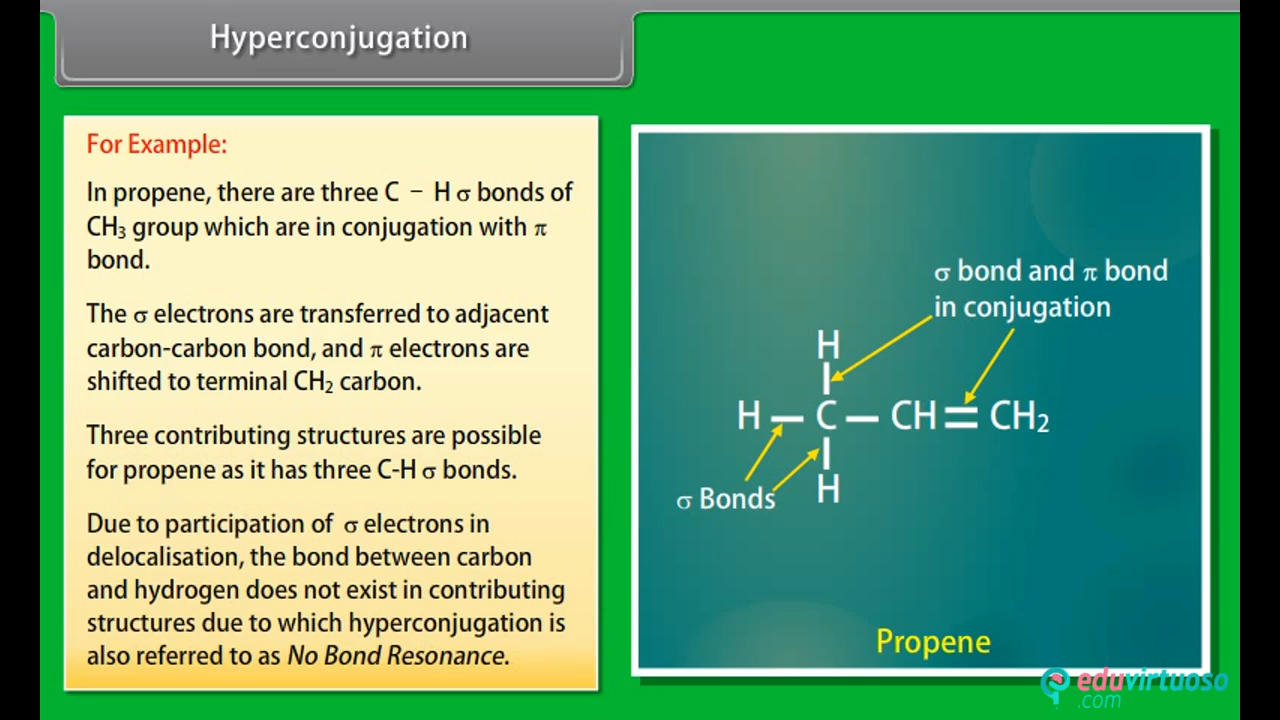 Hyperconjugation
For Example:
In propene, there are three C – H σ bonds of
CH₃ group which are in conjugation with π
bond.
The σ electrons are transferred to adjacent
carbon-carbon bond, and π electrons are
shifted to terminal CH₂ carbon.
Three contributing structures are possible
for propene as it has three C-H σ bonds.
Due to participation of σ electrons in
delocalisation, the bond between carbon
and hydrogen does not exist in contributing
structures due to which hyperconjugation is
also referred to as No Bond Resonance.
σ bond and π bond
in conjugation
H
H – C – CH = CH₂
H
σ Bonds
Propene
eduvirtuoso
.com